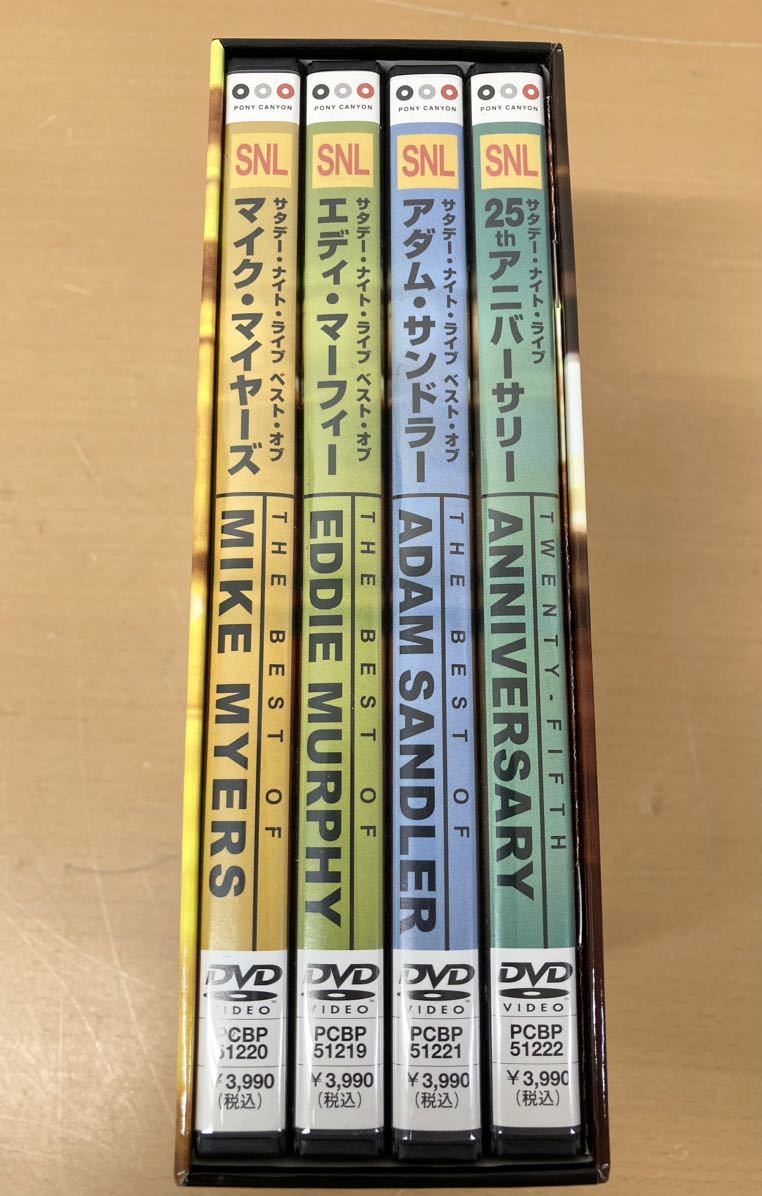 PONY CANYON
SNL
サタデー・ナイト・ライブ ベスト・オブ
マイク・マイヤーズ
THE BEST OF
MIKE MYERS
DVD
VIDEO
PCBP
51220
¥3,990
(税込)
PONY CANYON
SNL
サタデー・ナイト・ライブ ベスト・オブ
エディ・マーフィー
THE BEST OF
EDDIE MURPHY
DVD
VIDEO
PCBP
51219
¥3,990
(税込)
PONY CANYON
SNL
サタデー・ナイト・ライブ ベスト・オブ
アダム・サンドラー
THE BEST OF
ADAM SANDLER
DVD
VIDEO
PCBP
51221
¥3,990
(税込)
PONY CANYON
SNL
サタデー・ナイト・ライブ
25thアニバーサリー
TWENTY-FIFTH
ANNIVERSARY
DVD
VIDEO
PCBP
51222
¥3,990
(税込)